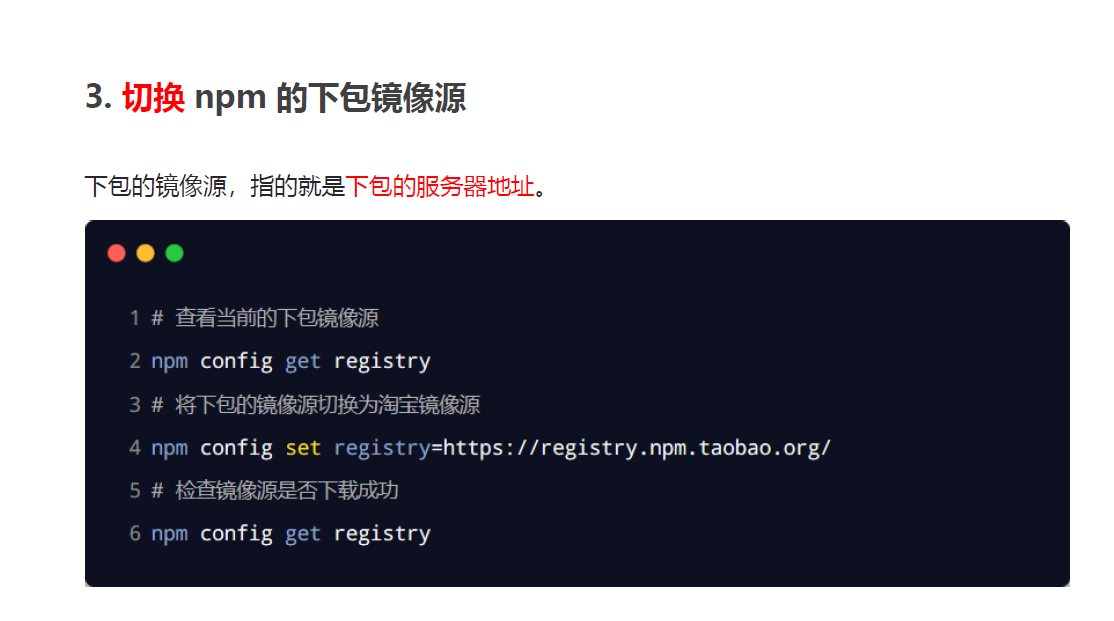 3. 切换 npm 的下包镜像源
下包的镜像源，指的就是下包的服务器地址。
1 # 查看当前的下包镜像源
2 npm config get registry
3 # 将下包的镜像源切换为淘宝镜像源
4 npm config set registry=https://registry.npm.taobao.org/
5 # 检查镜像源是否下载成功
6 npm config get registry